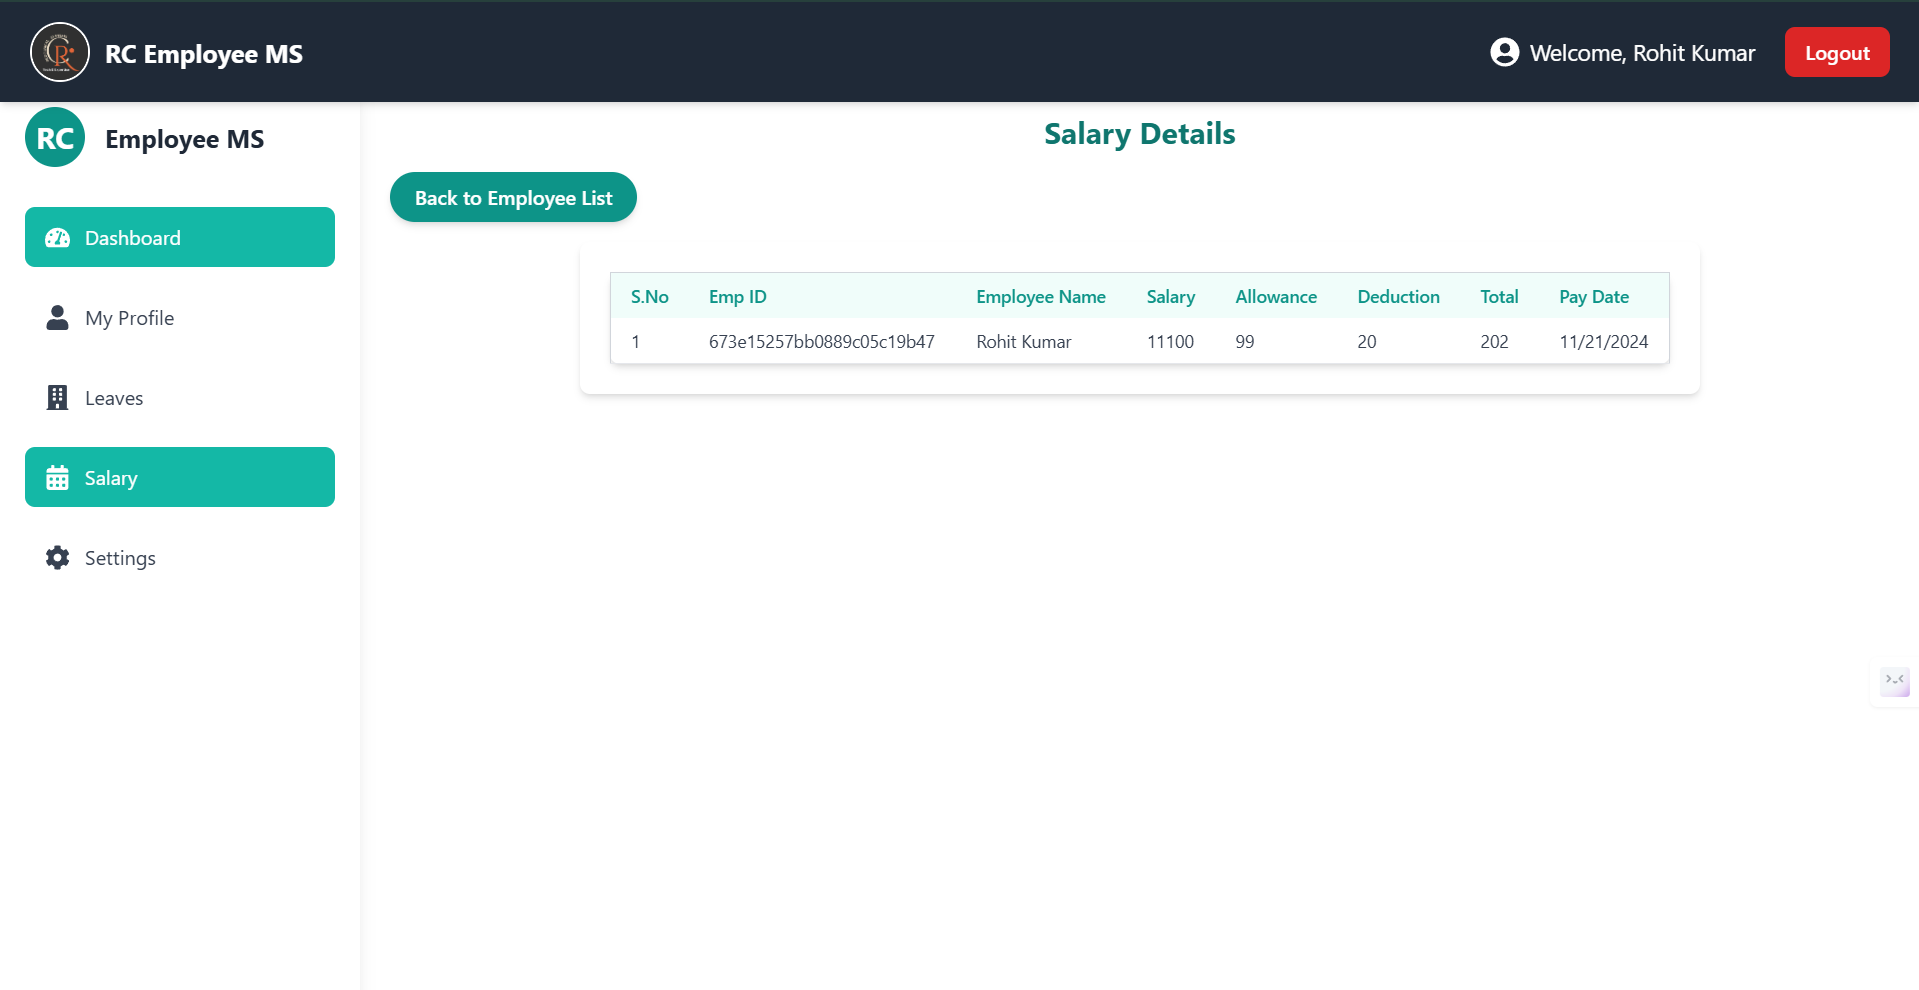 RC Employee MS
Welcome, Rohit Kumar
Logout
RC
Employee MS
Dashboard
My Profile
Leaves
Salary
Settings
Salary Details
Back to Employee List
S.No Emp ID Employee Name Salary Allowance Deduction Total Pay Date
1 673e15257bb0889c05c19b47 Rohit Kumar 11100 99 20 202 11/21/2024